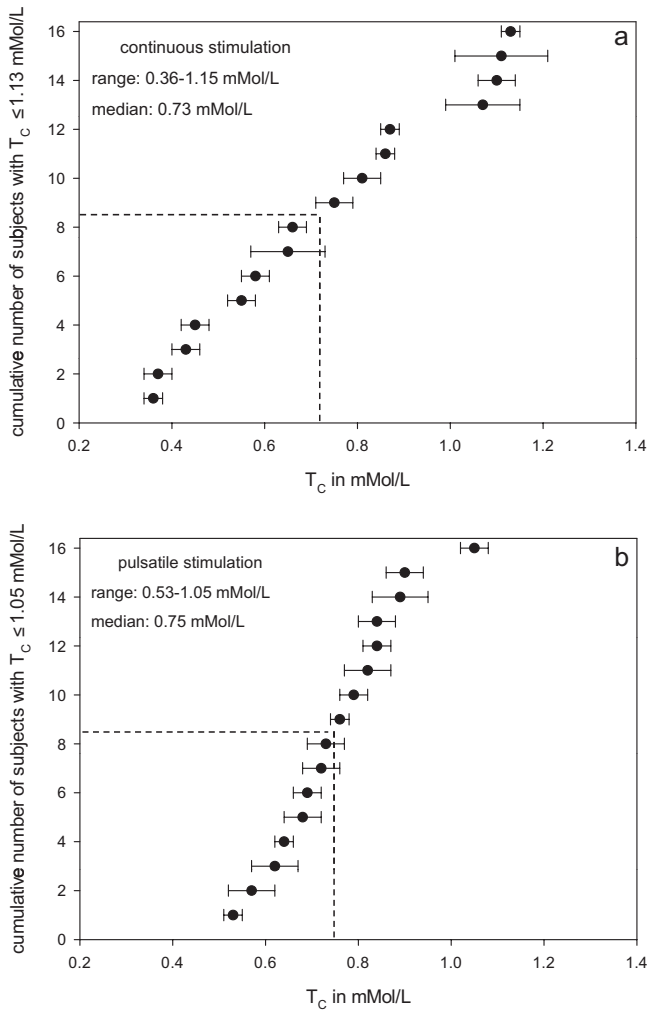 a
continuous stimulation
range: 0.36-1.15 mMol/L
median: 0.73 mMol/L
cumulative number of subjects with T_C ≤1.13 mMol/L
16
14
12
10
8
6
4
2
0
0.2 0.4 0.6 0.8 1.0 1.2 1.4
T_C in mMol/L
b
pulsatile stimulation
range: 0.53-1.05 mMol/L
median: 0.75 mMol/L
cumulative number of subjects with T_C ≤1.05 mMol/L
16
14
12
10
8
6
4
2
0
0.2 0.4 0.6 0.8 1.0 1.2 1.4
T_C in mMol/L